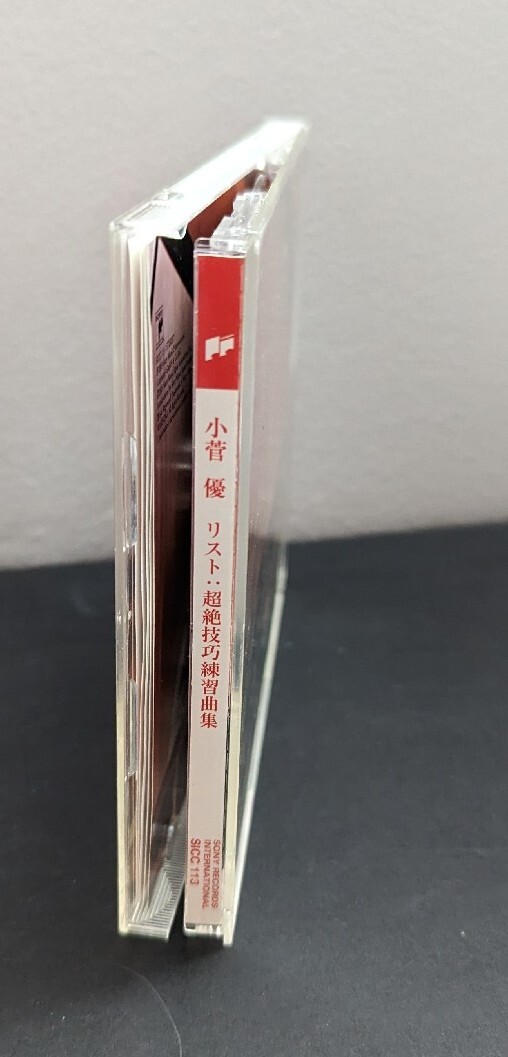 小菅 優 リスト:超絶技巧練習曲集
SONY RECORDS
INTERNATIONAL
SICC 113